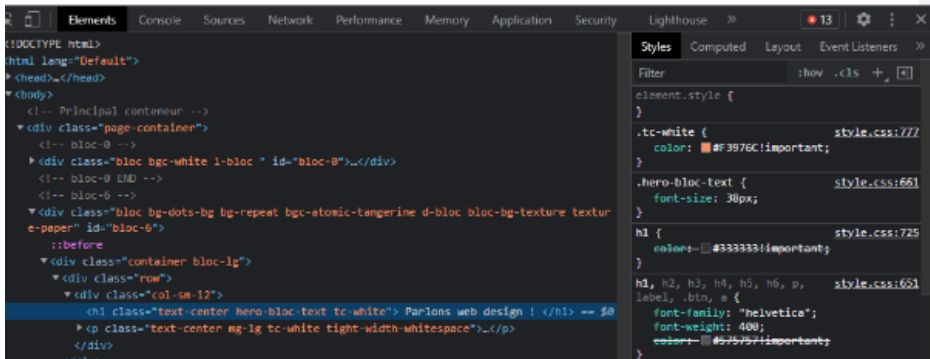 Elements Console Sources Network Performance Memory Application Security Lighthouse » 13
<!DOCTYPE html>
<html lang="Default">
<head>…</head>
<body>
<!-- Principal conteneur -->
<div class="page-container">
<!-- bloc-0 -->
<div class="bloc bgc-white l-bloc " id="bloc-0">…</div>
<!-- bloc-0 END -->
<!-- bloc-6 -->
<div class="bloc bg-dots-bg bg-repeat bgc-atomic-tangerine d-bloc bloc-bg-texture textur
e-paper" id="bloc-6">
::before
<div class="container bloc-lg">
<div class="row">
<div class="col-sm-12">
<h1 class="text-center hero-bloc-text tc-white"> Parlons web design ! </h1> == $0
<p class="text-center mg-lg tc-white tight-width-whitespace">…</p>
</div>
Styles Computed Layout Event Listeners »
Filter :hov .cls +
element.style {
}
.tc-white { style.css:777
color: #F3976C!important;
}
.hero-bloc-text { style.css:661
font-size: 38px;
}
h1 { style.css:725
color: #333333!important;
}
h1, h2, h3, h4, h5, h6, p, style.css:651
label, .btn, a {
font-family: "helvetica";
font-weight: 400;
color: #575757!important;
}